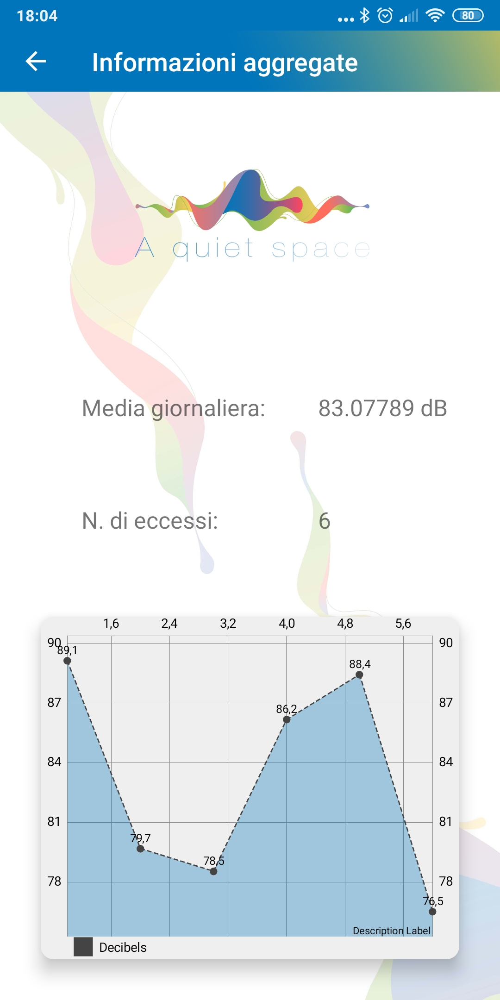 18:04
80
Informazioni aggregate
A quiet space
Media giornaliera: 83.07789 dB
N. di eccessi: 6
1,6 2,4 3,2 4,0 4,8 5,6
90 90
89,1
88,4
87 87
86,2
84 84
81 81
79,7
78,5
78 78
76,5
Description Label
Decibels